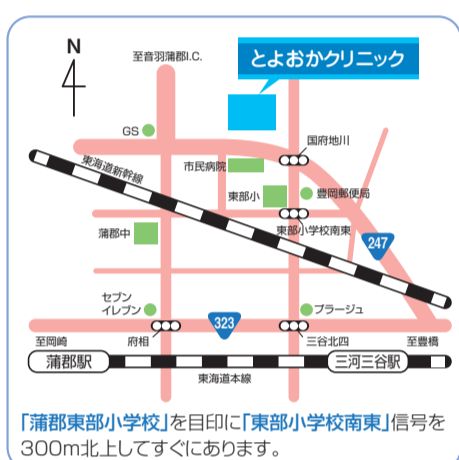 N
至音羽蒲郡I.C.
とよおかクリニック
GS
国府地川
東海道新幹線
市民病院
東部小
豊岡郵便局
蒲郡中
東部小学校南東
247
セブン
イレブン
プラージュ
323
至岡崎
府相
三谷北四
至豊橋
蒲郡駅
三河三谷駅
東海道本線
「蒲郡東部小学校」を目印に「東部小学校南東」信号を
300m北上してすぐにあります。